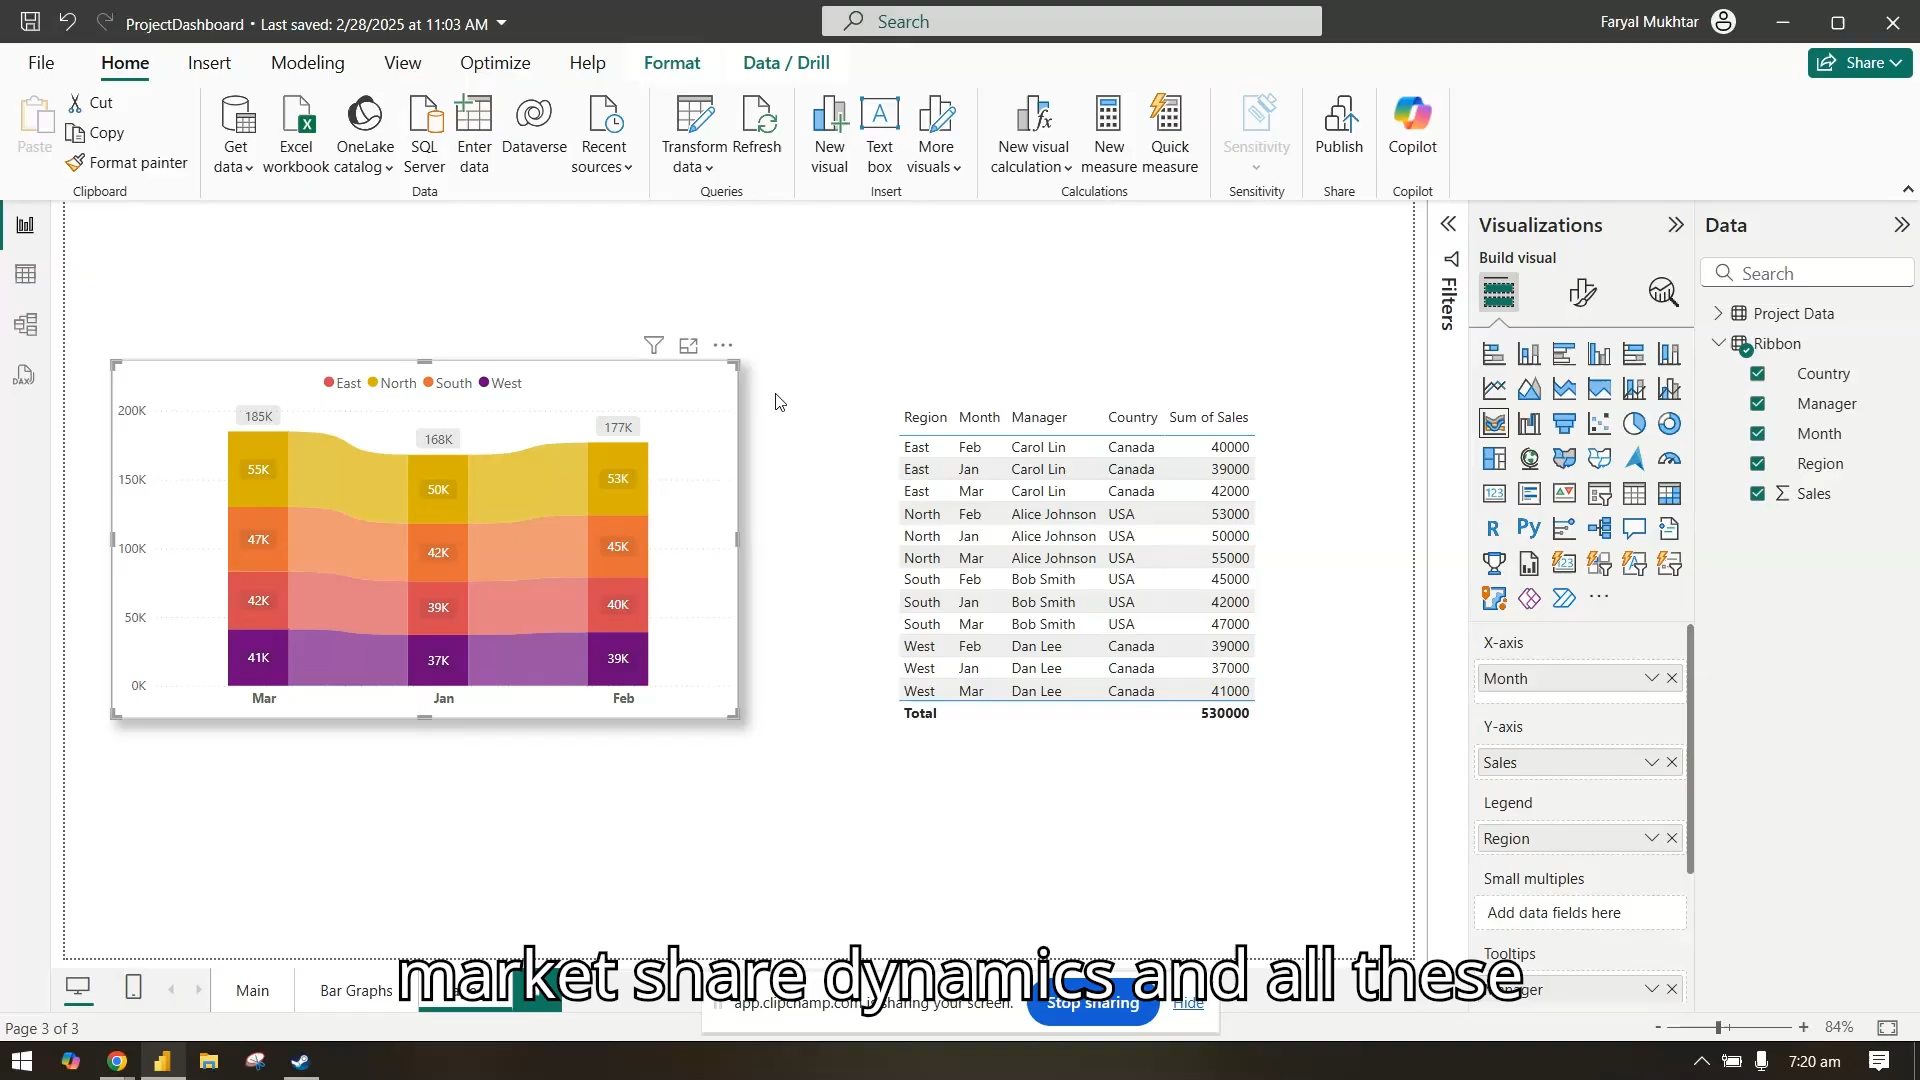 ProjectDashboard • Last saved: 2/28/2025 at 11:03 AM
Search
Faryal Mukhtar
File
Home
Insert
Modeling
View
Optimize
Help
Format
Data / Drill
Share
Paste
Cut
Copy
Format painter
Clipboard
Get data
Excel workbook
OneLake catalog
SQL Server
Enter data
Dataverse
Recent sources
Data
Transform data
Refresh
Queries
New visual
Text box
More visuals
Insert
New visual calculation
New measure
Quick measure
Calculations
Sensitivity
Sensitivity
Publish
Share
Copilot
Copilot
East North South West
200K
150K
100K
50K
0K
185K
168K
177K
55K
50K
53K
47K
42K
45K
42K
39K
40K
41K
37K
39K
Mar
Jan
Feb
Region Month Manager Country Sum of Sales
East Feb Carol Lin Canada 40000
East Jan Carol Lin Canada 39000
East Mar Carol Lin Canada 42000
North Feb Alice Johnson USA 53000
North Jan Alice Johnson USA 50000
North Mar Alice Johnson USA 55000
South Feb Bob Smith USA 45000
South Jan Bob Smith USA 42000
South Mar Bob Smith USA 47000
West Feb Dan Lee Canada 39000
West Jan Dan Lee Canada 37000
West Mar Dan Lee Canada 41000
Total 530000
Filters
Visualizations
Build visual
123
R
Py
123
X-axis
Month
Y-axis
Sales
Legend
Region
Small multiples
Add data fields here
Tooltips
Data
Search
Project Data
Ribbon
Country
Manager
Month
Region
Sales
DAX
Main
Bar Graphs
market share dynamics and all these
app.clipchamp.com is sharing your screen.
Stop sharing
Hide
Page 3 of 3
84%
7:20 am